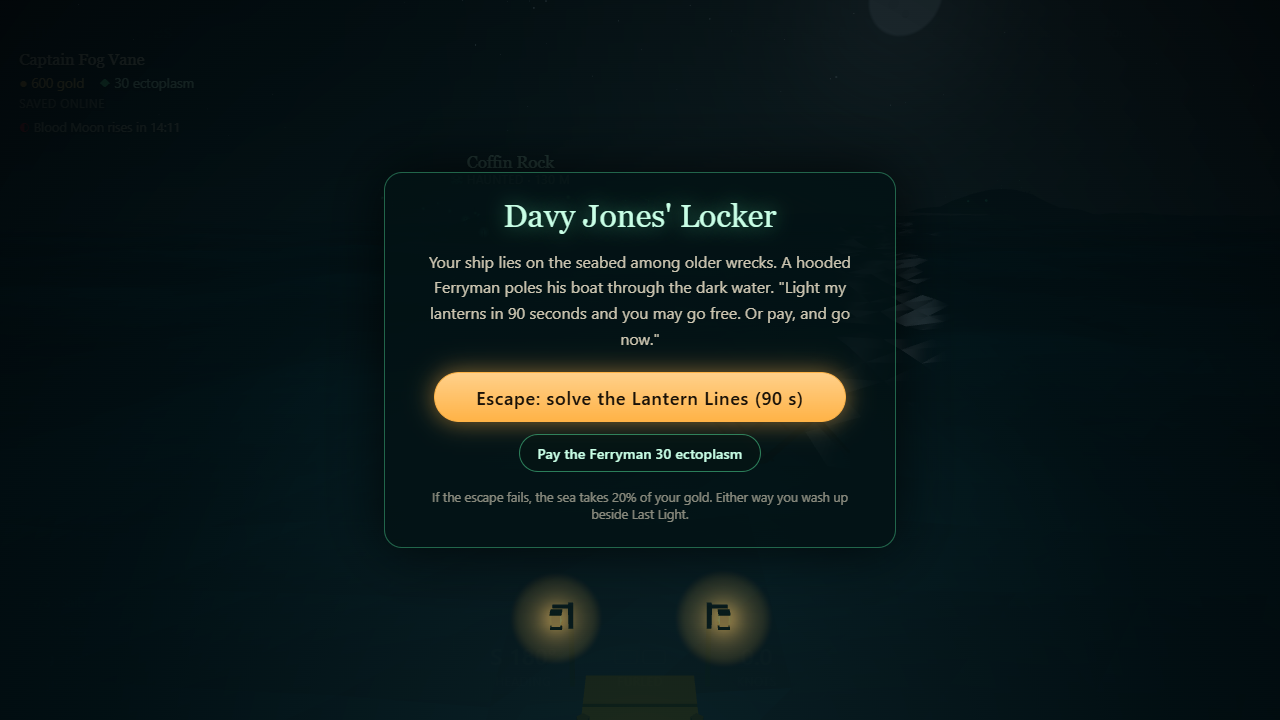 Captain Fog Vane
600 gold 30 ectoplasm
SAVED ONLINE
Blood Moon rises in 14:11
Coffin Rock
Davy Jones' Locker
Your ship lies on the seabed among older wrecks. A hooded
Ferryman poles his boat through the dark water. "Light my
lanterns in 90 seconds and you may go free. Or pay, and go
now."
Escape: solve the Lantern Lines (90 s)
Pay the Ferryman 30 ectoplasm
If the escape fails, the sea takes 20% of your gold. Either way you wash up
beside Last Light.